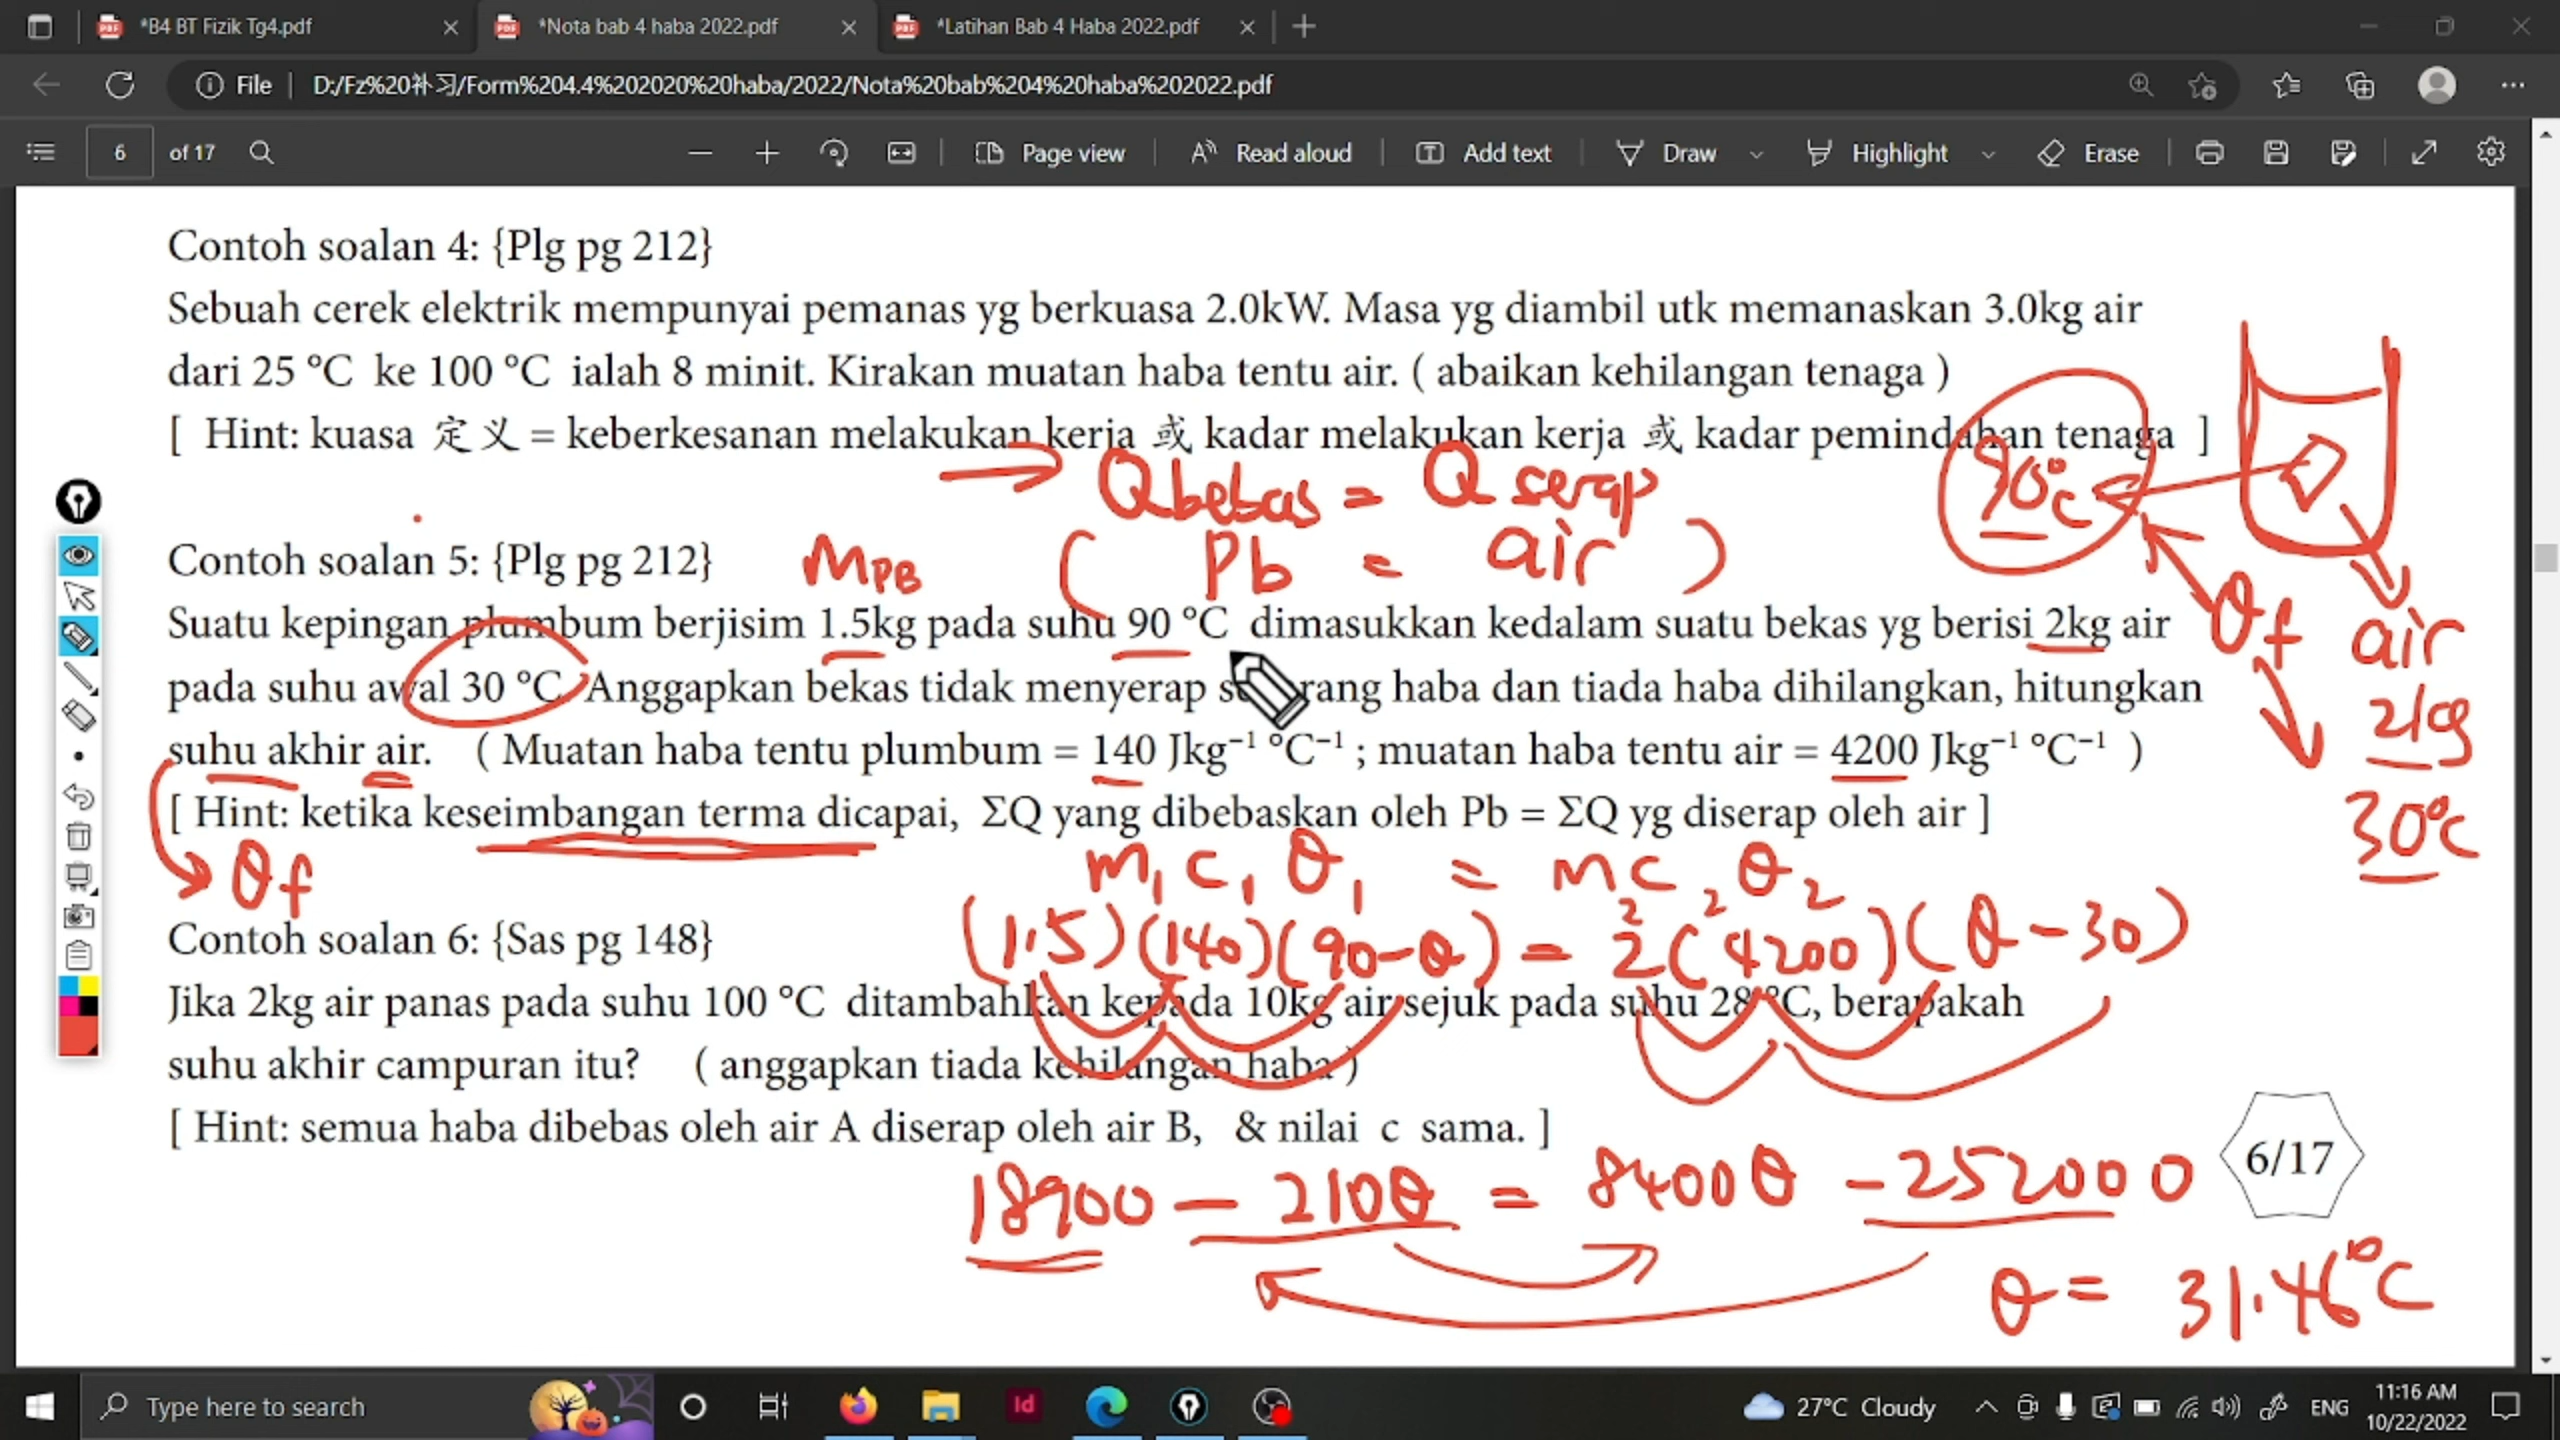 *B4 BT Fizik Tg4.pdf
*Nota bab 4 haba 2022.pdf
*Latihan Bab 4 Haba 2022.pdf
File D:/Fz%20补习/Form%204.4%202020%20haba/2022/Nota%20bab%204%20haba%202022.pdf
6 of 17 Page view Read aloud Add text Draw Highlight Erase
Contoh soalan 4: {Plg pg 212}
Sebuah cerek elektrik mempunyai pemanas yg berkuasa 2.0kW. Masa yg diambil utk memanaskan 3.0kg air
dari 25 °C ke 100 °C ialah 8 minit. Kirakan muatan haba tentu air. ( abaikan kehilangan tenaga )
[ Hint: kuasa 定义 = keberkesanan melakukan kerja 或 kadar melakukan kerja 或 kadar pemindahan tenaga ]
Q bebas = Q serap
90°C
Contoh soalan 5: {Plg pg 212}
MPB
( Pb = air )
Suatu kepingan plumbum berjisim 1.5kg pada suhu 90 °C dimasukkan kedalam suatu bekas yg berisi 2kg air
θf air
pada suhu awal 30 °C Anggapkan bekas tidak menyerap haba dan tiada haba dihilangkan, hitungkan
2kg
suhu akhir air. ( Muatan haba tentu plumbum = 140 Jkg⁻¹ °C⁻¹ ; muatan haba tentu air = 4200 Jkg⁻¹ °C⁻¹ )
[ Hint: ketika keseimbangan terma dicapai, ΣQ yang dibebaskan oleh Pb = ΣQ yg diserap oleh air ]
30°C
θf
m₁ c₁ θ₁ = m₂ c₂ θ₂
Contoh soalan 6: {Sas pg 148}
(1.5)(140)(90-θ) = 2(4200)(θ-30)
Jika 2kg air panas pada suhu 100 °C ditambahkan kepada 10kg air sejuk pada suhu 28 °C, berapakah
suhu akhir campuran itu? ( anggapkan tiada kehilangan haba )
[ Hint: semua haba dibebas oleh air A diserap oleh air B, & nilai c sama. ]
6/17
18900 - 210θ = 8400θ - 252000
θ = 31.46°C
Type here to search
Id
27°C Cloudy
ENG
11:16 AM
10/22/2022